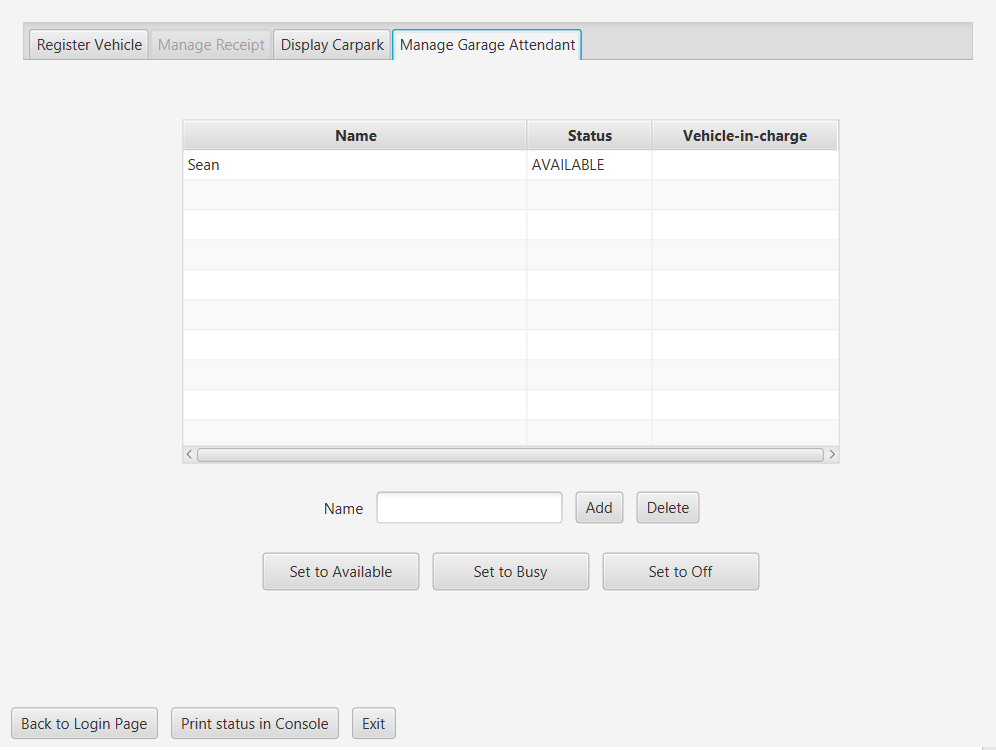 Register Vehicle Manage Receipt Display Carpark Manage Garage Attendant
Name Status Vehicle-in-charge
Sean AVAILABLE
Name Add Delete
Set to Available Set to Busy Set to Off
Back to Login Page Print status in Console Exit